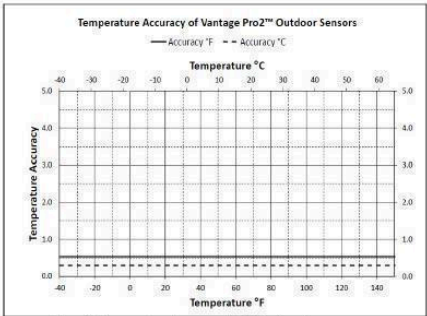 Temperature Accuracy of Vantage Pro2™ Outdoor Sensors
Accuracy °F Accuracy °C
Temperature °C
-40 -30 -20 -10 0 10 20 30 40 50 60
5.0 5.0
4.0 4.0
3.0 3.0
2.0 2.0
1.0 1.0
0.0 0.0
Temperature Accuracy
-40 -20 0 20 40 60 80 100 120 140
Temperature °F